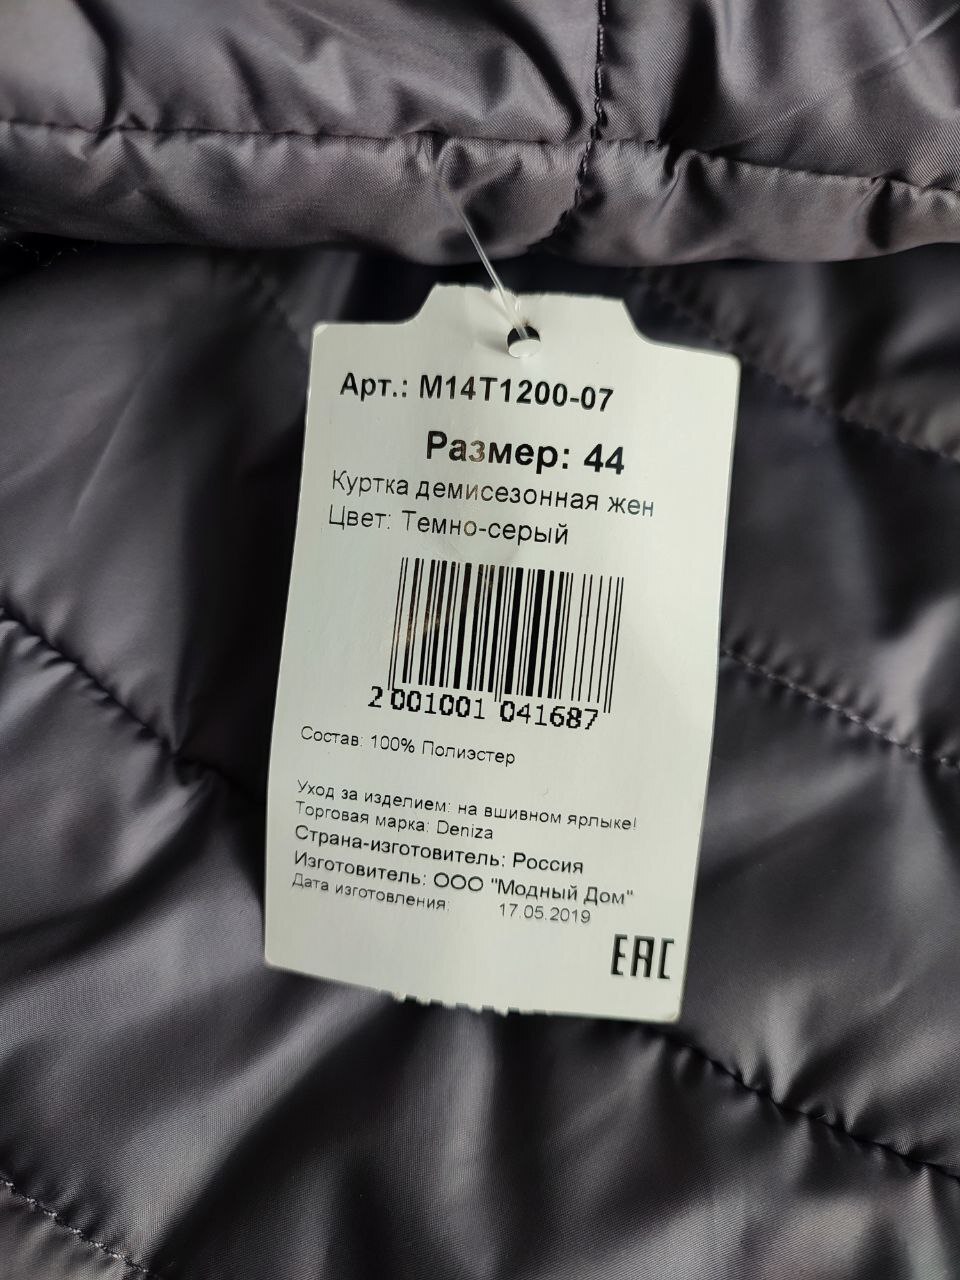 Арт.: М14Т1200-07
Размер: 44
Куртка демисезонная жен
Цвет: Темно-серый
2 001001 041687
Состав: 100% Полиэстер
Уход за изделием: на вшивном ярлыке!
Торговая марка: Deniza
Страна-изготовитель: Россия
Изготовитель: ООО "Модный Дом"
Дата изготовления: 17.05.2019
EAC